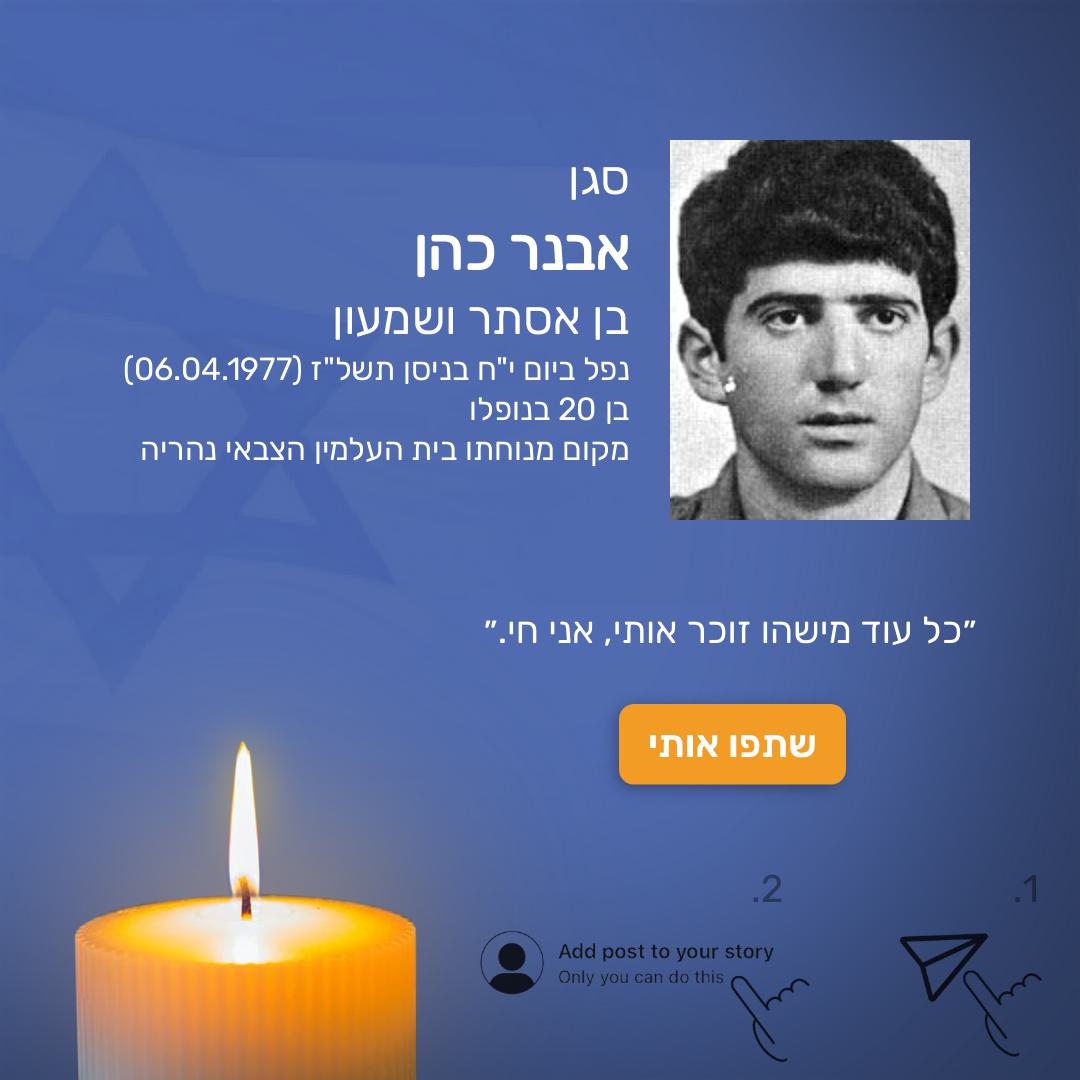 סגן
אבנר כהן
בן אסתר ושמעון
נפל ביום י"ח בניסן תשל"ז (06.04.1977)
בן 20 בנופלו
מקום מנוחתו בית העלמין הצבאי נהריה
״כל עוד מישהו זוכר אותי, אני חי.״
שתפו אותי
.1
.2
Add post to your story
Only you can do this